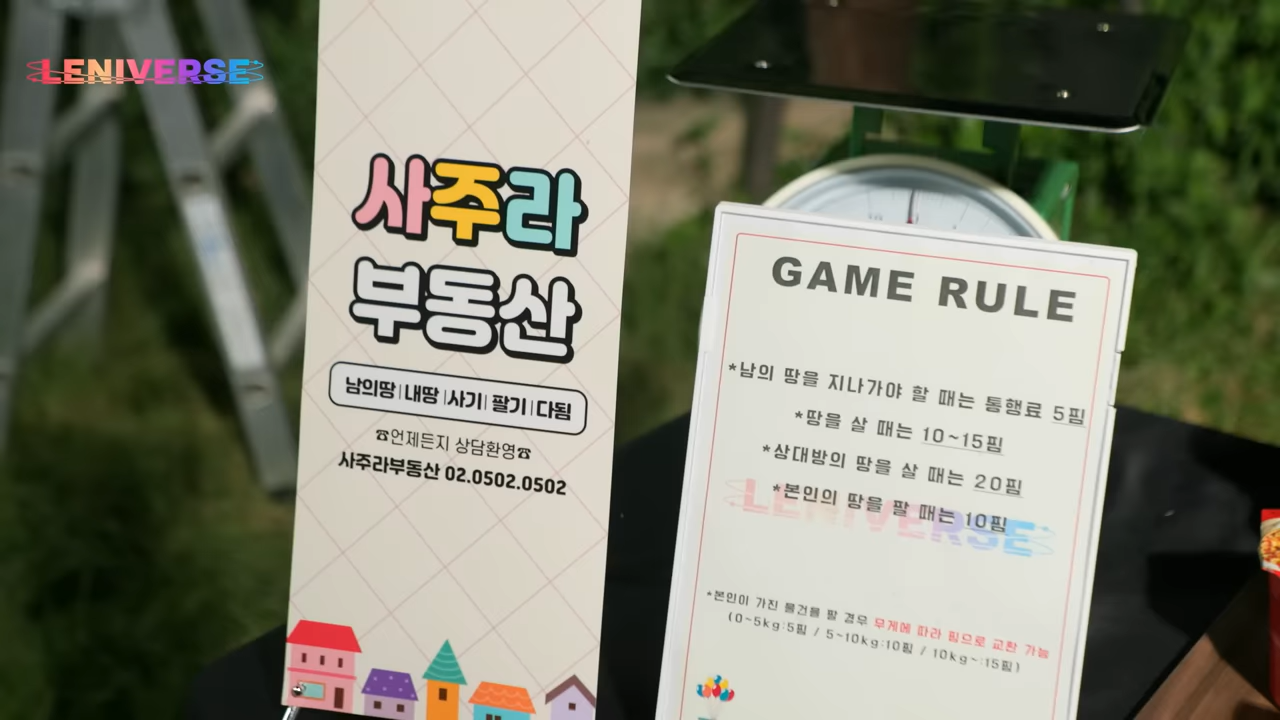 LENIVERSE
사주라
부동산
남의땅|내땅|사기|팔기|다됨
☎언제든지 상담환영☎
사주라부동산 02.0502.0502
GAME RULE
*남의 땅을 지나가야 할 때는 통행료 5핌
*땅을 살 때는 10~15핌
*상대방의 땅을 살 때는 20핌
*본인의 땅을 팔 때는 10핌
LENIVERSE
*본인이 가진 물건을 팔 경우 무게에 따라 핌으로 교환 가능
(0~5kg:5핌 / 5~10kg:10핌 / 10kg~:15핌)